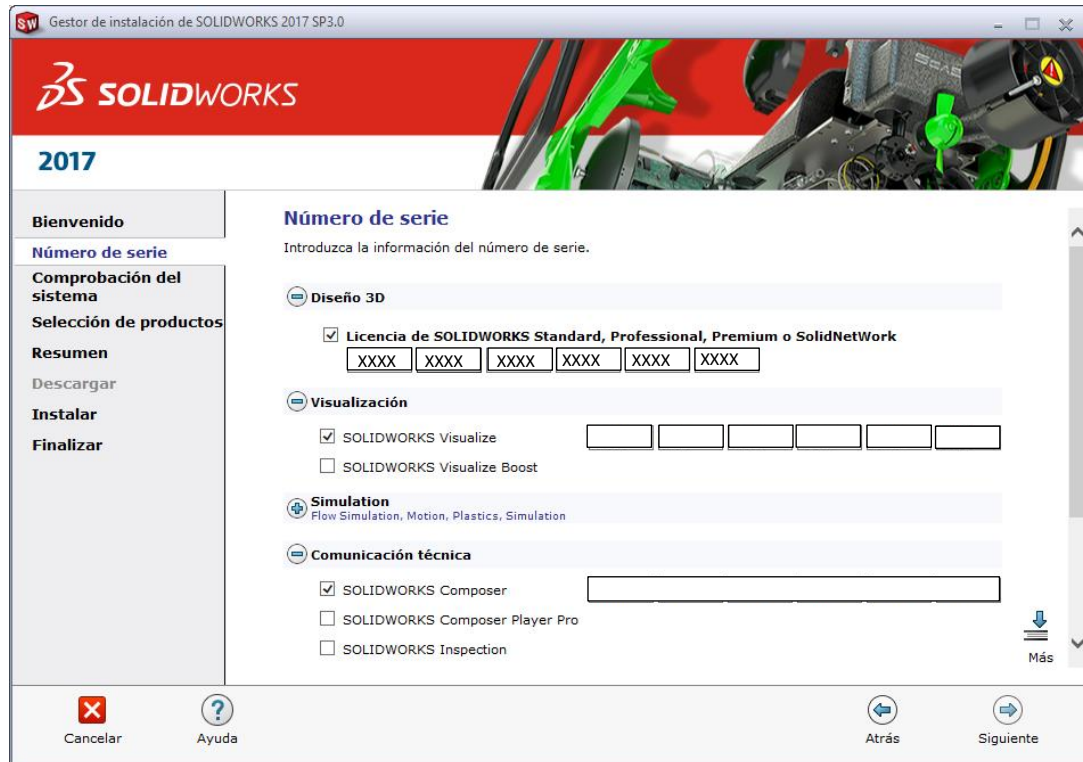 Gestor de instalación de SOLIDWORKS 2017 SP3.0
SOLIDWORKS
2017
Bienvenido
Número de serie
Comprobación del
sistema
Selección de productos
Resumen
Descargar
Instalar
Finalizar
Número de serie
Introduzca la información del número de serie.
Diseño 3D
Licencia de SOLIDWORKS Standard, Professional, Premium o SolidNetWork
XXXX XXXX XXXX XXXX XXXX XXXX
Visualización
SOLIDWORKS Visualize
SOLIDWORKS Visualize Boost
Simulation
Flow Simulation, Motion, Plastics, Simulation
Comunicación técnica
SOLIDWORKS Composer
SOLIDWORKS Composer Player Pro
SOLIDWORKS Inspection
Más
Cancelar
Ayuda
Atrás
Siguiente